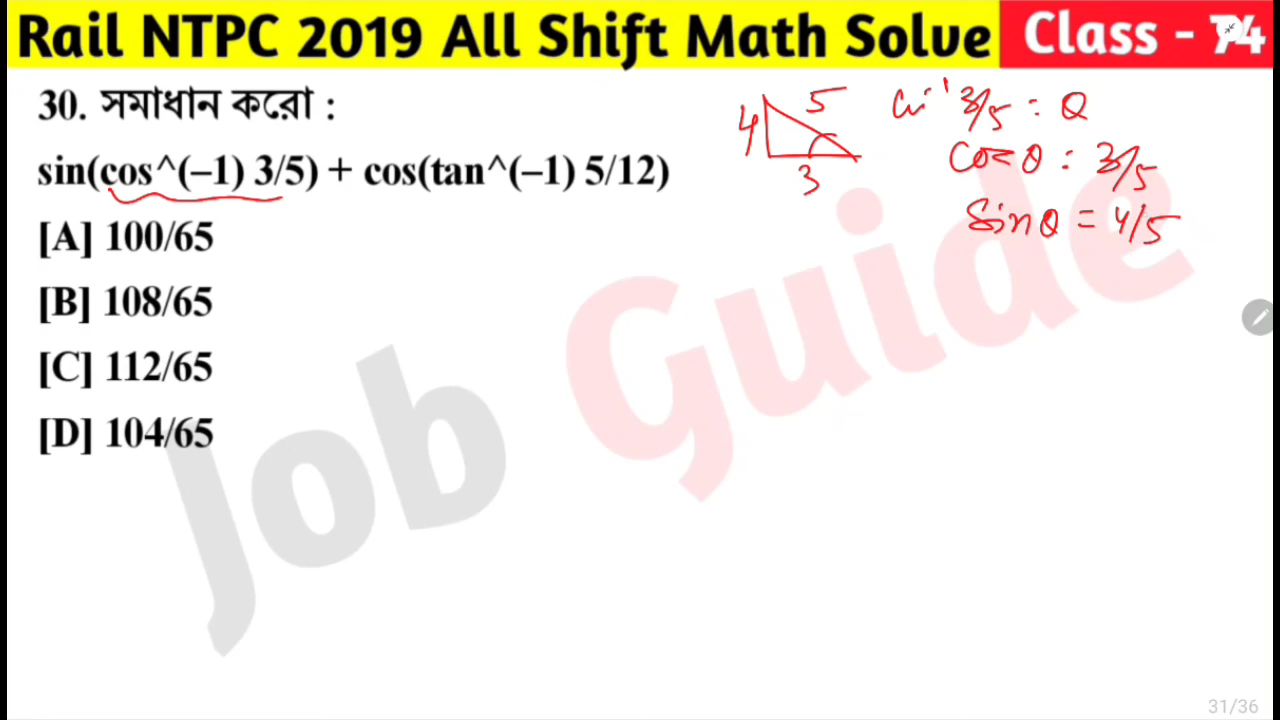 Rail NTPC 2019 All Shift Math Solve Class - 74
30. সমাধান করো :
sin(cos^(–1) 3/5) + cos(tan^(–1) 5/12)
[A] 100/65
[B] 108/65
[C] 112/65
[D] 104/65
4
5
3
3/5 : θ
cos θ : 3/5
Sin θ = 4/5
Job Guide
31/36